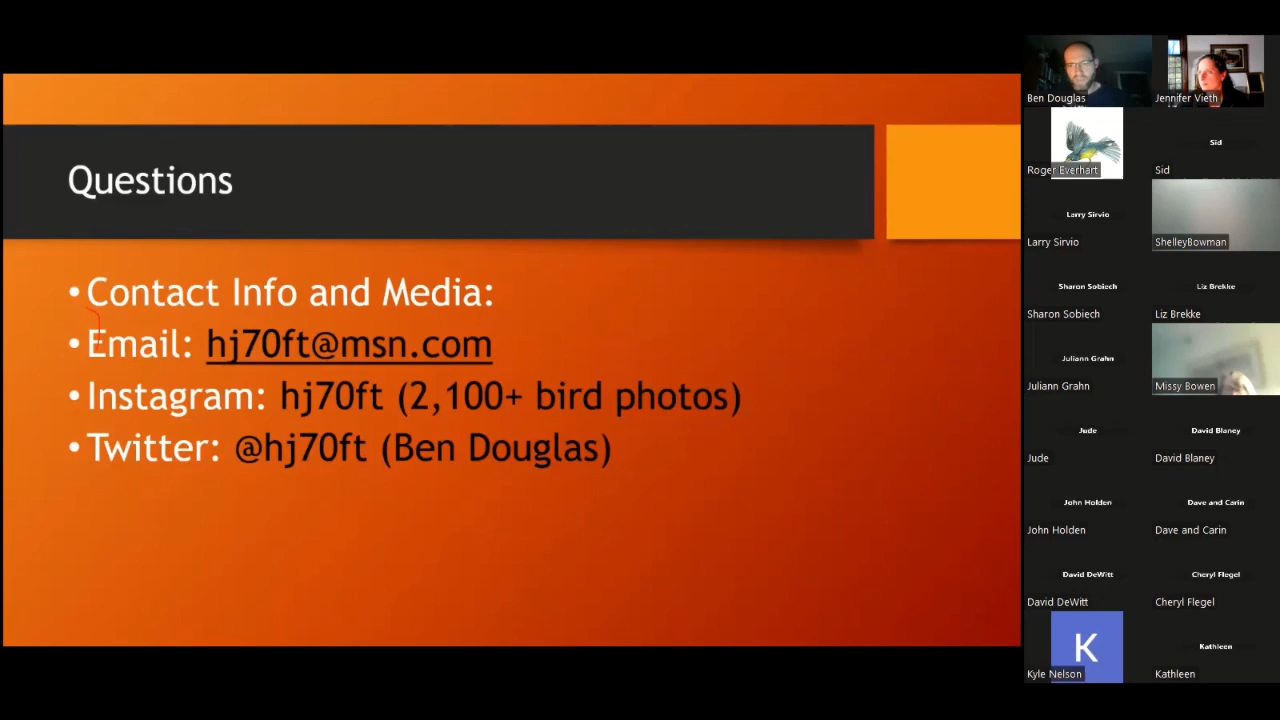 Questions
•Contact Info and Media:
•Email: hj70ft@msn.com
•Instagram: hj70ft (2,100+ bird photos)
•Twitter: @hj70ft (Ben Douglas)
Ben Douglas
Jennifer Vieth
Roger Everhart
Sid
Sid
Larry Sirvio
Larry Sirvio
ShelleyBowman
Sharon Sobiech
Sharon Sobiech
Liz Brekke
Liz Brekke
Juliann Grahn
Juliann Grahn
Missy Bowen
Jude
Jude
David Blaney
David Blaney
John Holden
John Holden
Dave and Carin
Dave and Carin
David DeWitt
David DeWitt
Cheryl Flegel
Cheryl Flegel
K
Kyle Nelson
Kathleen
Kathleen